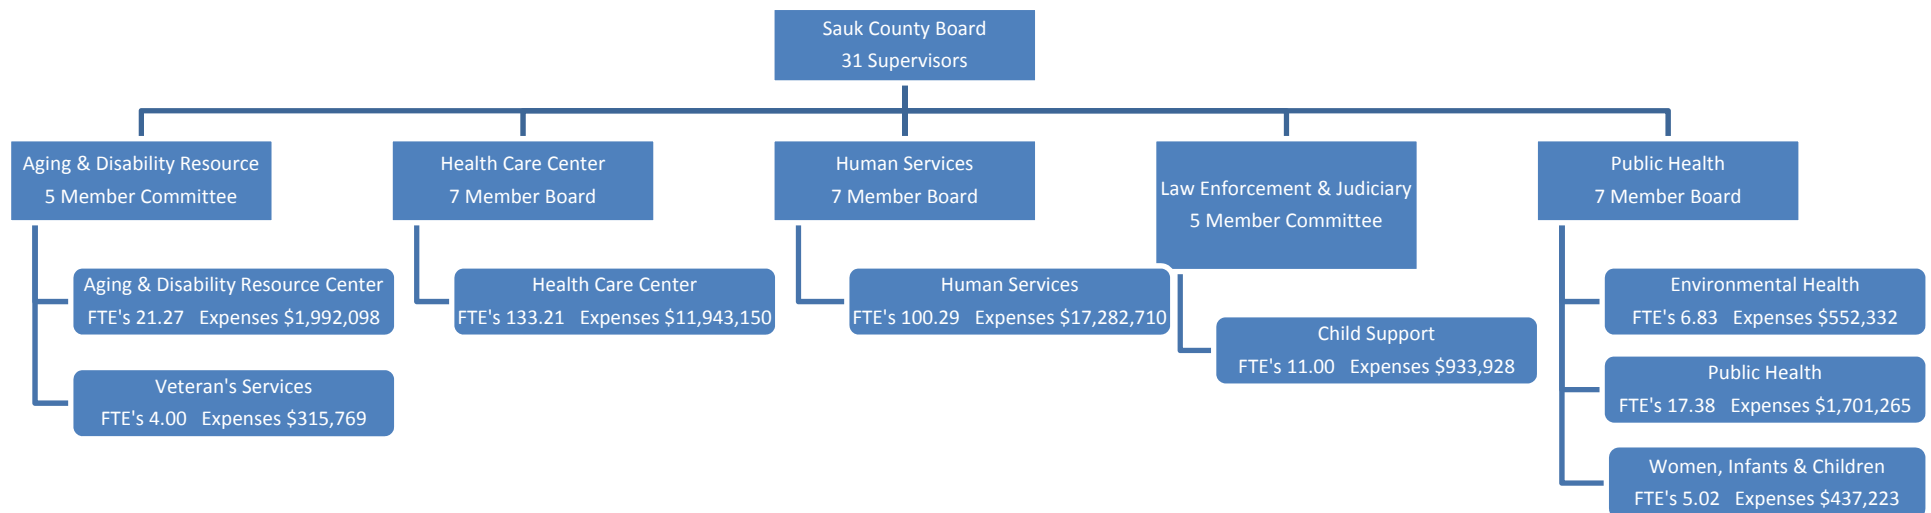 Sauk County Board
31 Supervisors
Aging & Disability Resource
5 Member Committee
Health Care Center
7 Member Board
Human Services
7 Member Board
Law Enforcement & Judiciary
5 Member Committee
Public Health
7 Member Board
Aging & Disability Resource Center
FTE's 21.27 Expenses $1,992,098
Veteran's Services
FTE's 4.00 Expenses $315,769
Health Care Center
FTE's 133.21 Expenses $11,943,150
Human Services
FTE's 100.29 Expenses $17,282,710
Child Support
FTE's 11.00 Expenses $933,928
Environmental Health
FTE's 6.83 Expenses $552,332
Public Health
FTE's 17.38 Expenses $1,701,265
Women, Infants & Children
FTE's 5.02 Expenses $437,223